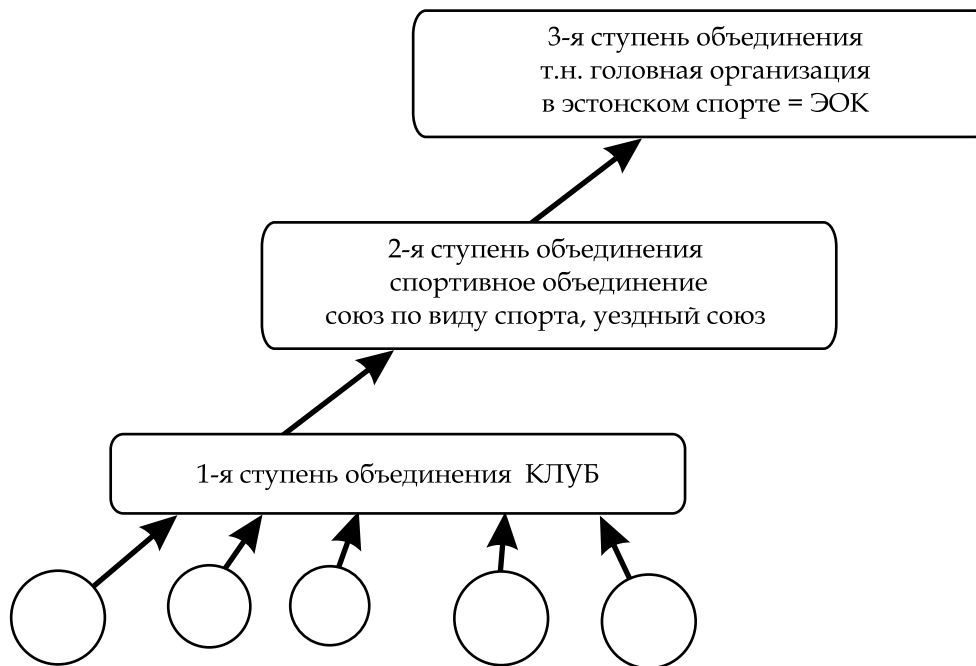 3-я ступень объединения
т.н. головная организация
в эстонском спорте = ЭОК
2-я ступень объединения
спортивное объединение
союз по виду спорта, уездный союз
1-я ступень объединения КЛУБ